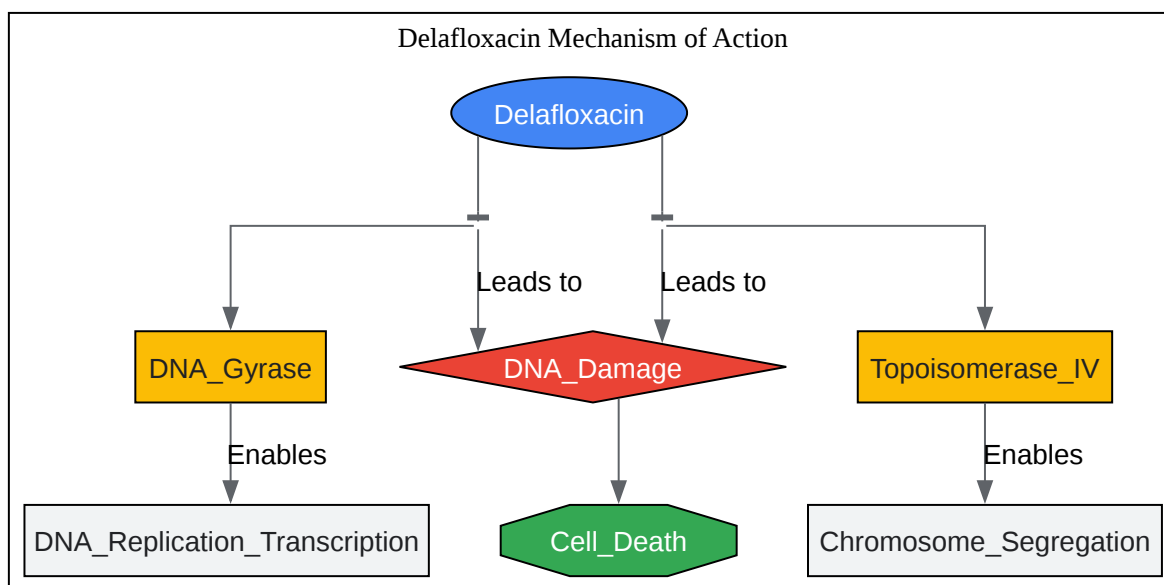 Delafloxacin Mechanism of Action
Delafloxacin
Leads to
Leads to
DNA_Gyrase
DNA_Damage
Topoisomerase_IV
Enables
Enables
DNA_Replication_Transcription
Cell_Death
Chromosome_Segregation